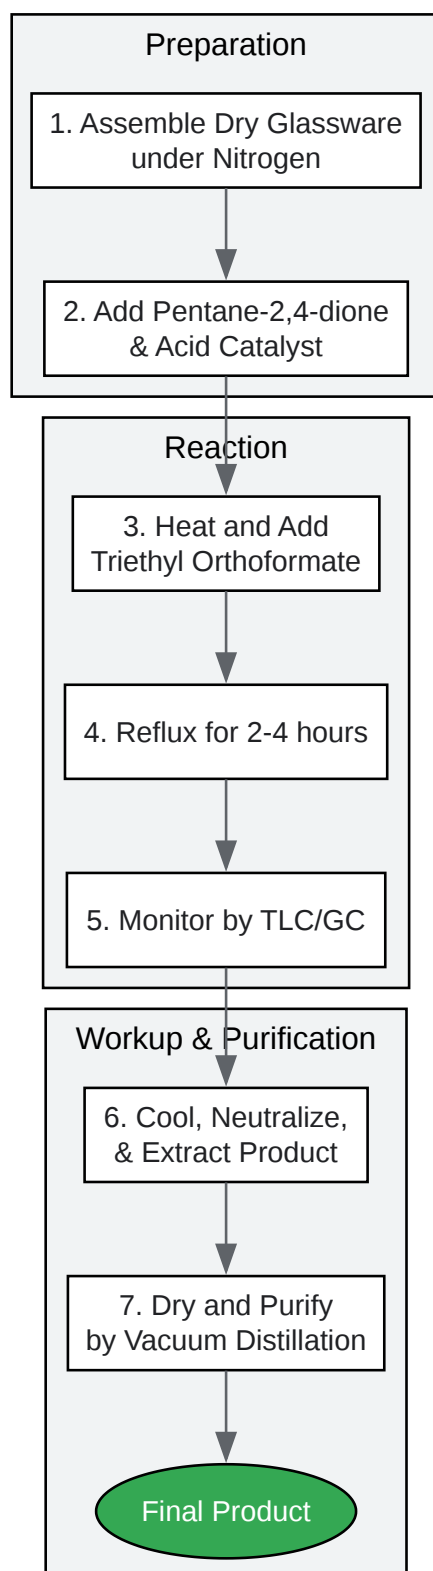 Preparation
1. Assemble Dry Glassware
under Nitrogen
2. Add Pentane-2,4-dione
& Acid Catalyst
Reaction
3. Heat and Add
Triethyl Orthoformate
4. Reflux for 2-4 hours
5. Monitor by TLC/GC
Workup & Purification
6. Cool, Neutralize,
& Extract Product
7. Dry and Purify
by Vacuum Distillation
Final Product